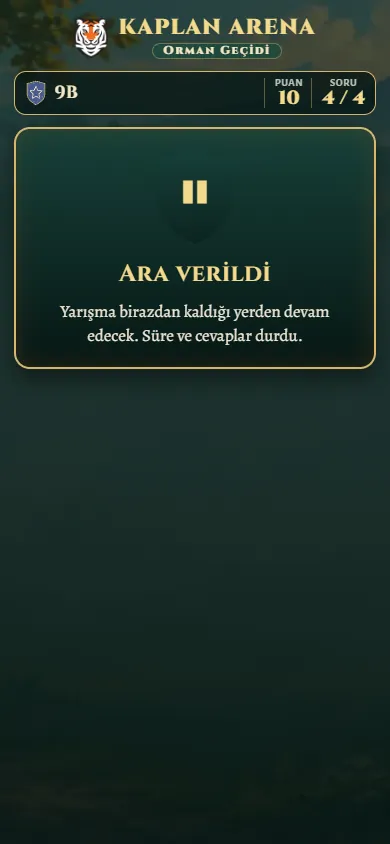 KAPLAN ARENA
Orman Geçidi
9B
PUAN
10
SORU
4 / 4
Ara verildi
Yarışma birazdan kaldığı yerden devam
edecek. Süre ve cevaplar durdu.